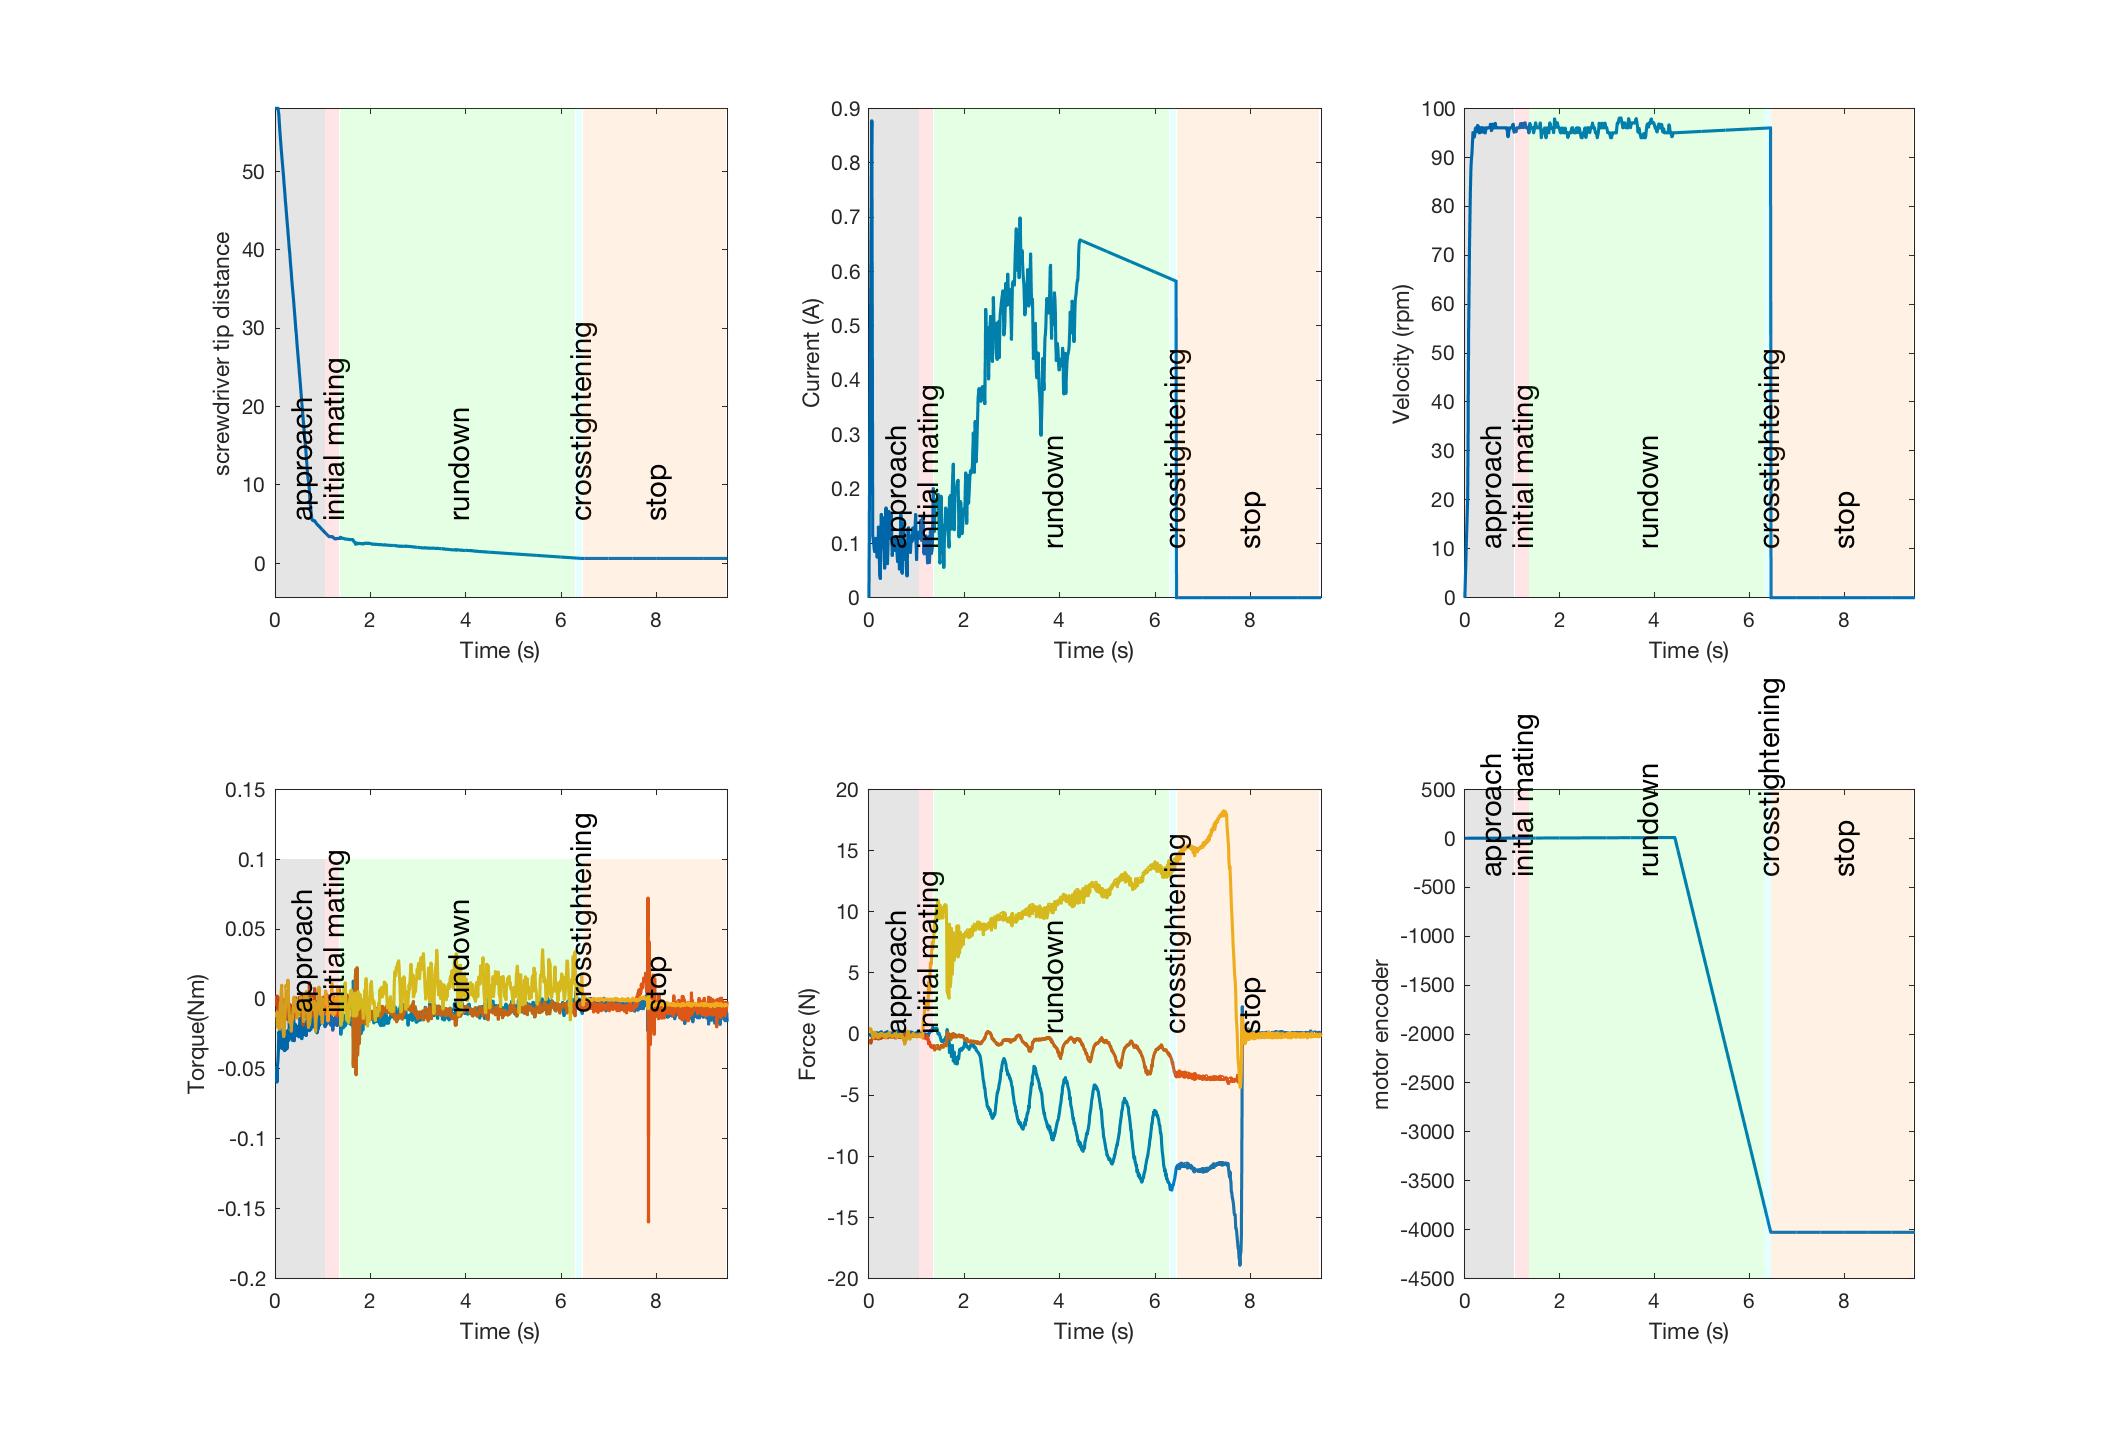 screwdriver tip distance
50
40
30
20
10
0
approach
initial mating
rundown
crosstightening
stop
0 2 4 6 8
Time (s)
Current (A)
0.9
0.8
0.7
0.6
0.5
0.4
0.3
0.2
0.1
0
approach
initial mating
rundown
crosstightening
stop
0 2 4 6 8
Time (s)
Velocity (rpm)
100
90
80
70
60
50
40
30
20
10
0
approach
initial mating
rundown
crosstightening
stop
0 2 4 6 8
Time (s)
Torque(Nm)
0.15
0.1
0.05
0
-0.05
-0.1
-0.15
-0.2
approach
initial mating
rundown
crosstightening
stop
0 2 4 6 8
Time (s)
Force (N)
20
15
10
5
0
-5
-10
-15
-20
approach
initial mating
rundown
crosstightening
stop
0 2 4 6 8
Time (s)
motor encoder
500
0
-500
-1000
-1500
-2000
-2500
-3000
-3500
-4000
-4500
approach
initial mating
rundown
crosstightening
stop
0 2 4 6 8
Time (s)